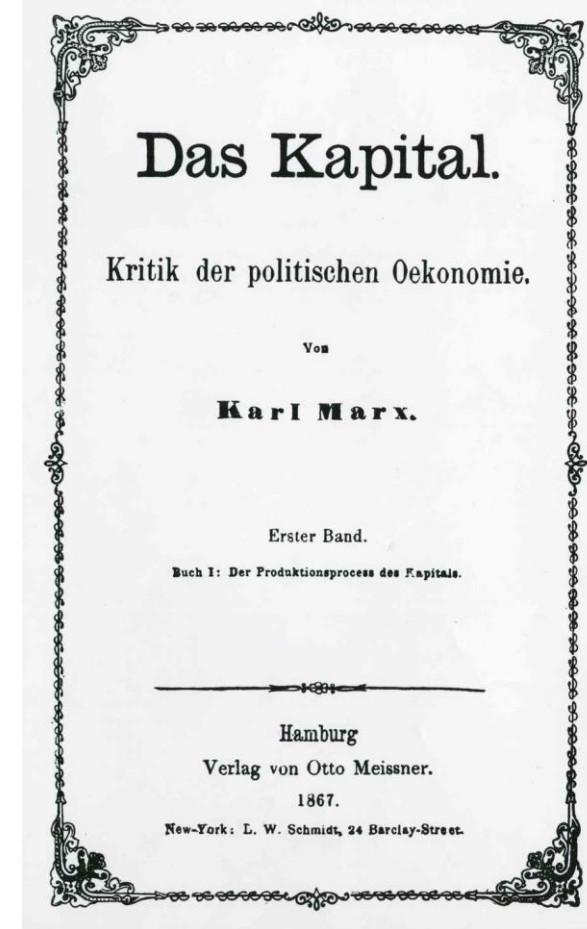 Das Kapital.
Kritik der politischen Oekonomie.
Von
Karl Marx.
Erster Band.
Buch I: Der Produktionsprocess des Kapitals.
Hamburg
Verlag von Otto Meissner.
1867.
New-York: L. W. Schmidt, 24 Barclay-Street.